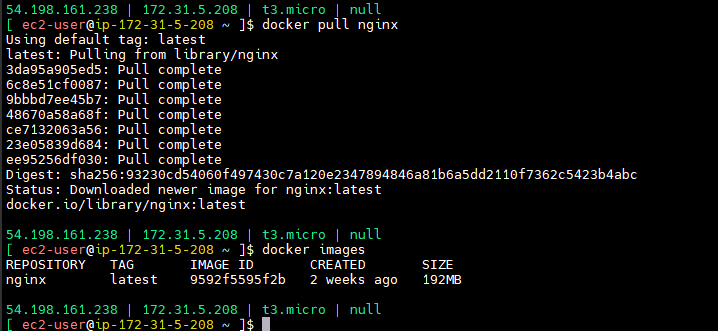 54.198.161.238 | 172.31.5.208 | t3.micro | null
[ ec2-user@ip-172-31-5-208 ~ ]$ docker pull nginx
Using default tag: latest
latest: Pulling from library/nginx
3da95a905ed5: Pull complete
6c8e51cf0087: Pull complete
9bbbd7ee45b7: Pull complete
48670a58a68f: Pull complete
ce7132063a56: Pull complete
23e05839d684: Pull complete
ee95256df030: Pull complete
Digest: sha256:93230cd54060f497430c7a120e2347894846a81b6a5dd2110f7362c5423b4abc
Status: Downloaded newer image for nginx:latest
docker.io/library/nginx:latest
54.198.161.238 | 172.31.5.208 | t3.micro | null
[ ec2-user@ip-172-31-5-208 ~ ]$ docker images
REPOSITORY   TAG       IMAGE ID       CREATED       SIZE
nginx        latest    9592f5595f2b   2 weeks ago   192MB
54.198.161.238 | 172.31.5.208 | t3.micro | null
[ ec2-user@ip-172-31-5-208 ~ ]$